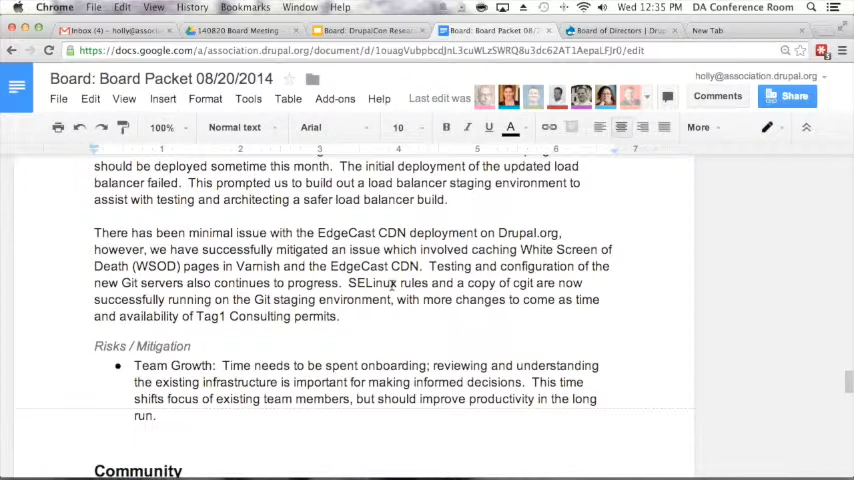 Chrome File Edit View History Bookmarks Window Help Wed 12:35 PM DA Conference Room
Inbox (4) - holly@associati 140820 Board Meeting - Board: DrupalCon Resea Board: Board Packet 08/20 Board of Directors | Drup New Tab
https://docs.google.com/a/association.drupal.org/document/d/
Board: Board Packet 08/20/2014
holly@association.drupal.org
File Edit View Insert Format Tools Table Add-ons Help Last edit was Comments Share
100% Normal text Arial 10 B I U A More
1 2 3 4 5 6 7
should be deployed sometime this month. The initial deployment of the updated load
balancer failed. This prompted us to build out a load balancer staging environment to
assist with testing and architecting a safer load balancer build.
There has been minimal issue with the EdgeCast CDN deployment on Drupal.org,
however, we have successfully mitigated an issue which involved caching White Screen of
Death (WSOD) pages in Varnish and the EdgeCast CDN. Testing and configuration of the
new Git servers also continues to progress. SELinux rules and a copy of cgit are now
successfully running on the Git staging environment, with more changes to come as time
and availability of Tag1 Consulting permits.
Risks / Mitigation
● Team Growth: Time needs to be spent onboarding; reviewing and understanding
the existing infrastructure is important for making informed decisions. This time
shifts focus of existing team members, but should improve productivity in the long
run.
Community